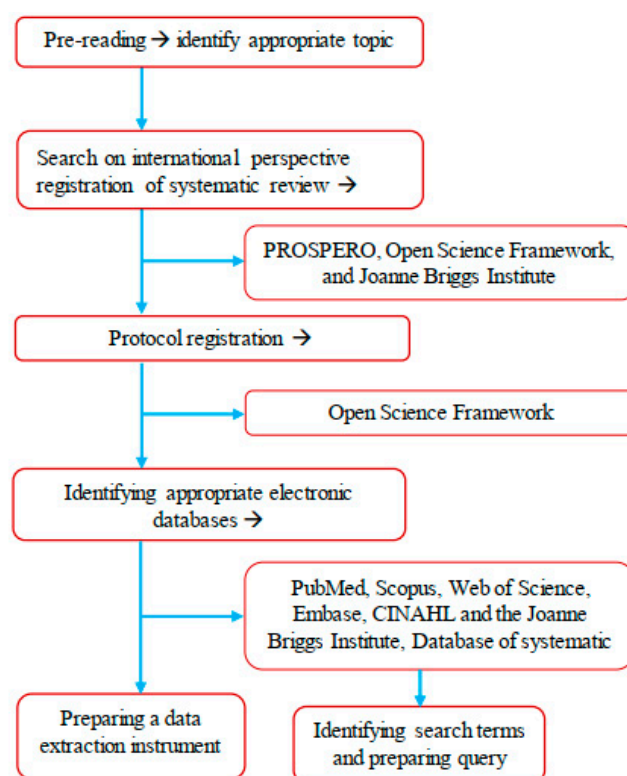 Pre-reading → identify appropriate topic
Search on international perspective
registration of systematic review →
PROSPERO, Open Science Framework,
and Joanne Briggs Institute
Protocol registration →
Open Science Framework
Identifying appropriate electronic
databases →
PubMed, Scopus, Web of Science,
Embase, CINAHL and the Joanne
Briggs Institute, Database of systematic
Preparing a data
extraction instrument
Identifying search terms
and preparing query